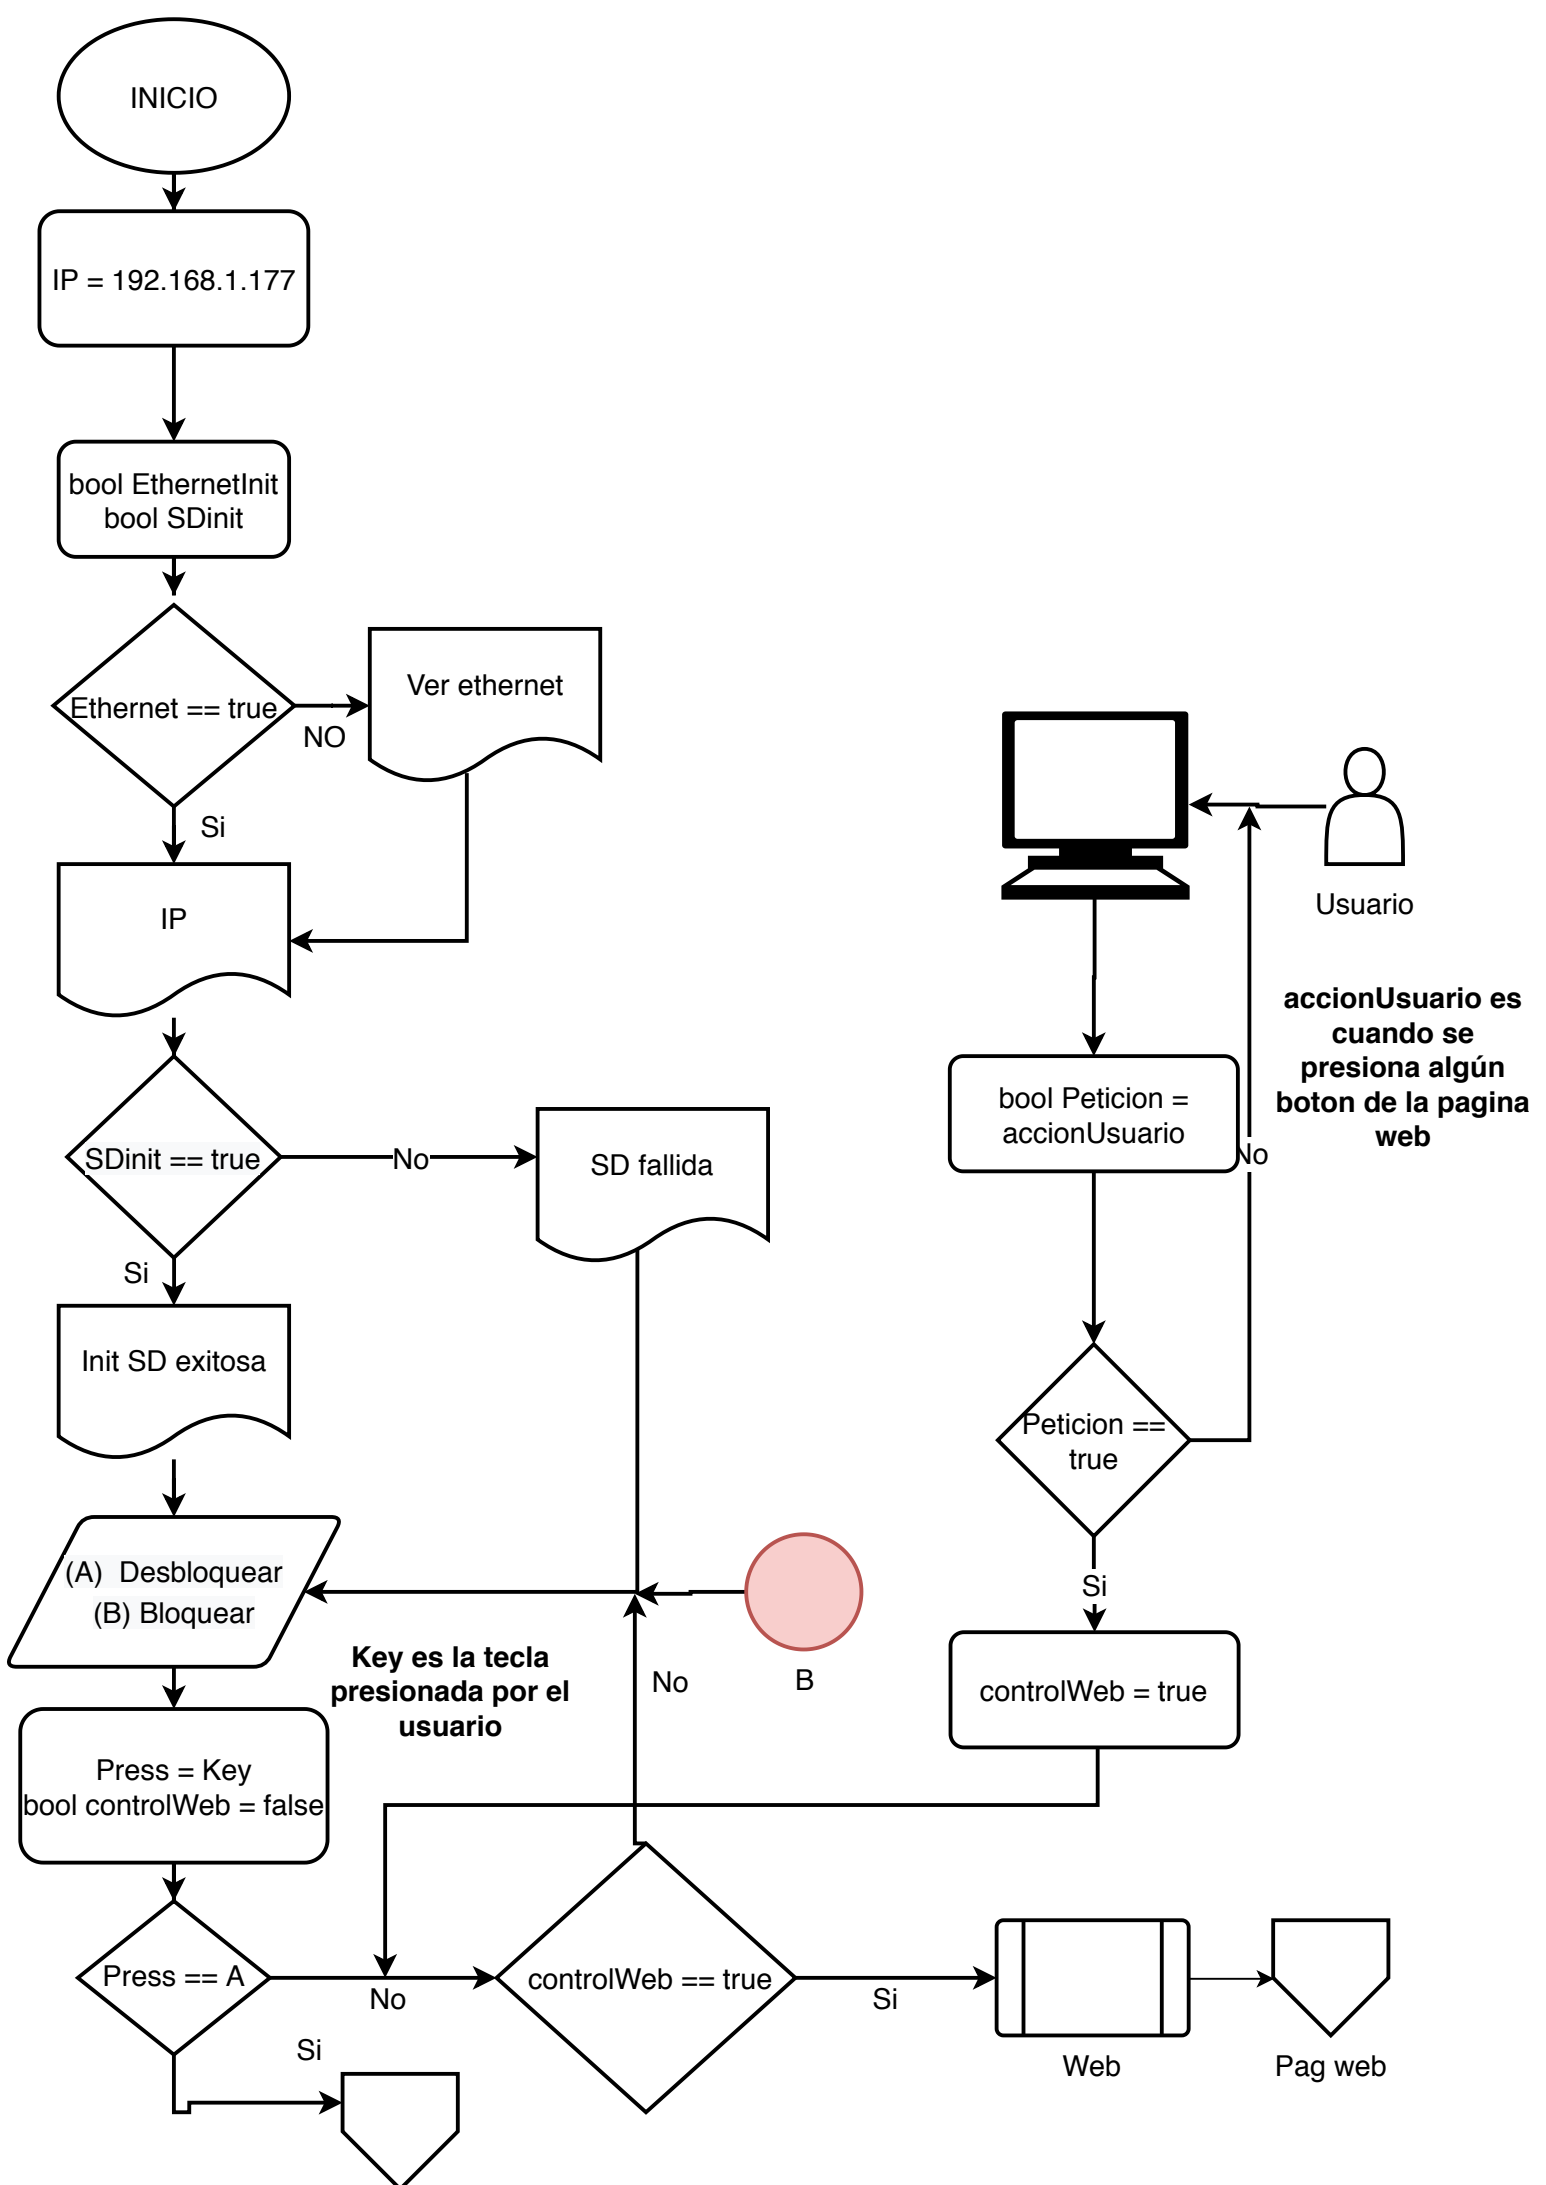 INICIO
IP = 192.168.1.177
bool EthernetInit
bool SDinit
Ethernet == true
NO
Ver ethernet
Si
IP
SDinit == true
No
SD fallida
Si
Init SD exitosa
(A)  Desbloquear
(B) Bloquear
Key es la tecla
presionada por el
usuario
No
B
Press = Key
bool controlWeb = false
Press == A
No
Si
controlWeb == true
Si
Web
Pag web
Usuario
accionUsuario es
cuando se
presiona algún
boton de la pagina
web
bool Peticion =
accionUsuario
No
Peticion ==
true
Si
controlWeb = true